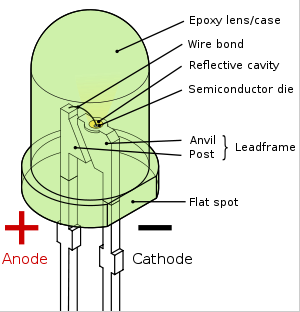 Epoxy lens/case
Wire bond
Reflective cavity
Semiconductor die
Anvil
Post
Leadframe
Flat spot
+ −
Anode Cathode